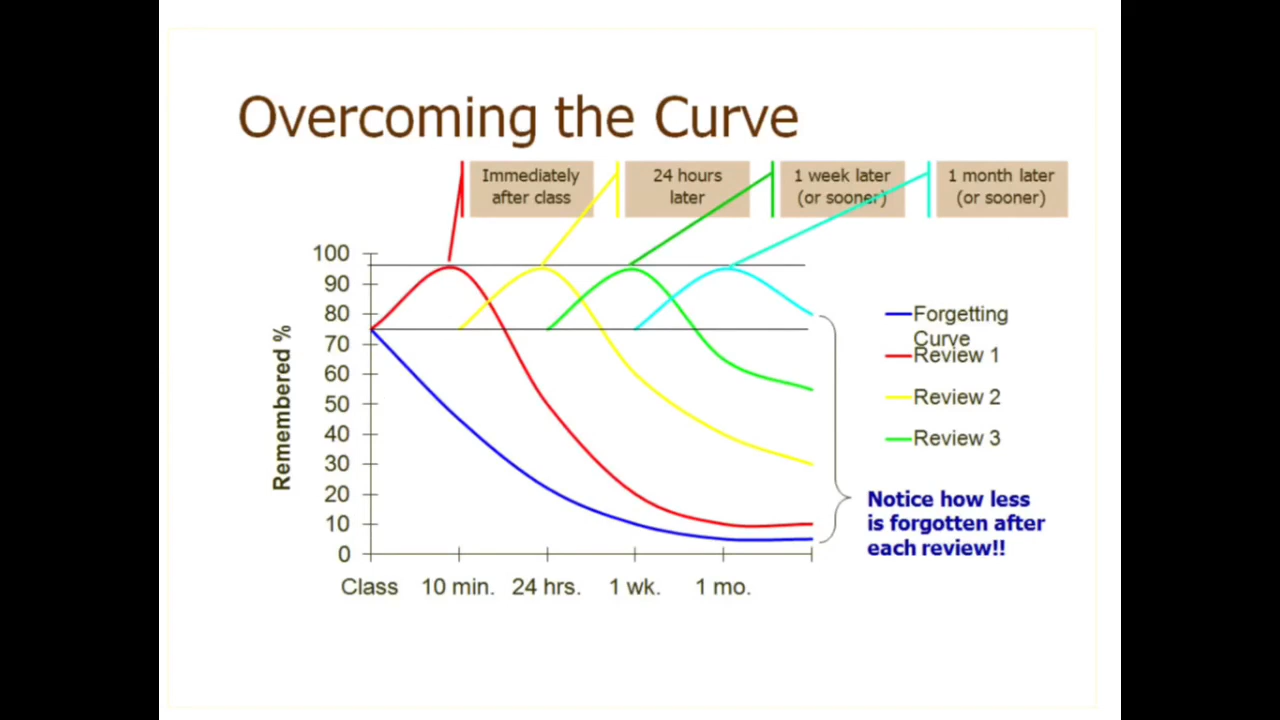 Overcoming the Curve
Immediately
after class
24 hours
later
1 week later
(or sooner)
1 month later
(or sooner)
Remembered %
100
90
80
70
60
50
40
30
20
10
0
Class
10 min.
24 hrs.
1 wk.
1 mo.
Forgetting
Curve
Review 1
Review 2
Review 3
Notice how less
is forgotten after
each review!!